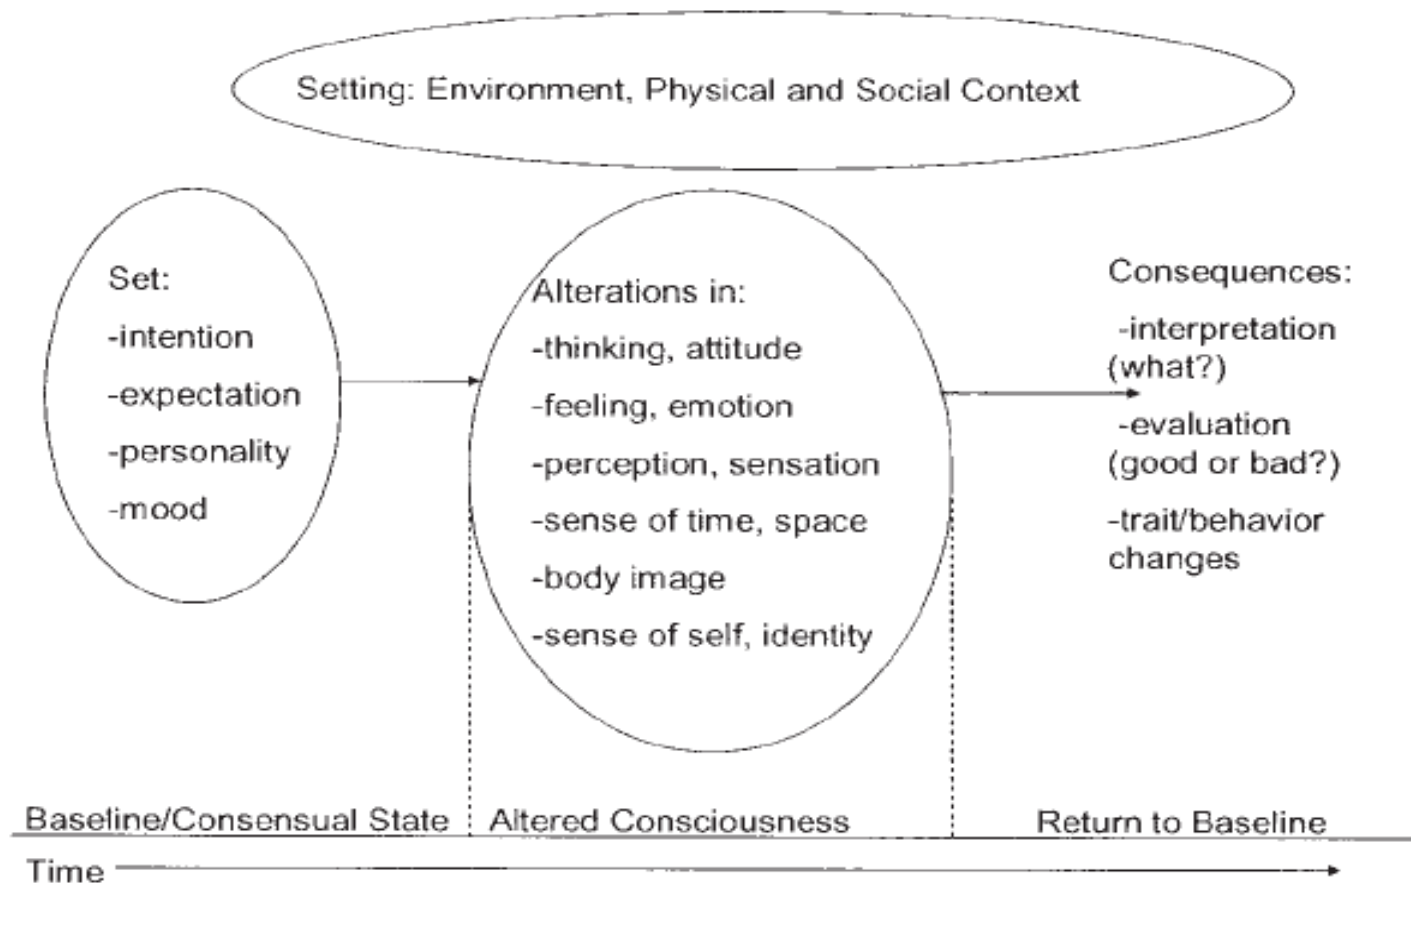 Setting: Environment, Physical and Social Context
Set:
-intention
-expectation
-personality
-mood
Alterations in:
-thinking, attitude
-feeling, emotion
-perception, sensation
-sense of time, space
-body image
-sense of self, identity
Consequences:
-interpretation
(what?)
-evaluation
(good or bad?)
-trait/behavior
changes
Baseline/Consensual State
Altered Consciousness
Return to Baseline
Time